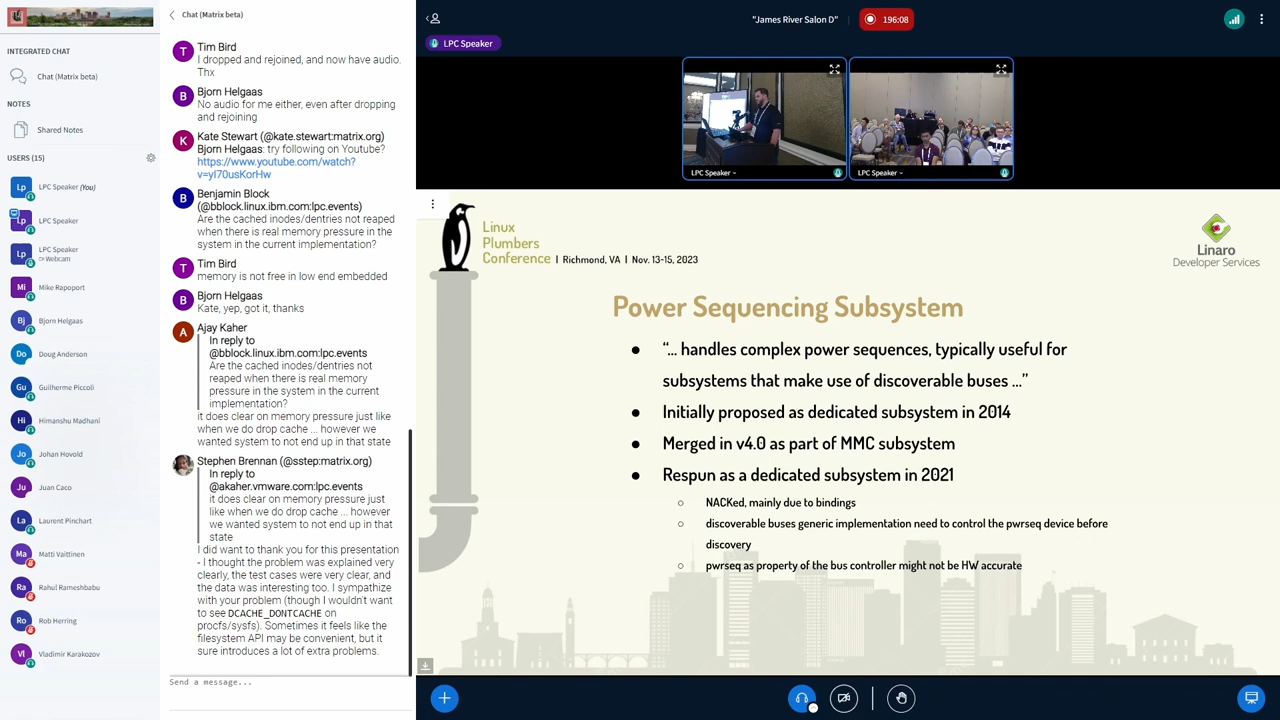 INTEGRATED CHAT
Chat (Matrix beta)
NOTES
Shared Notes
USERS (15)
Lp LPC Speaker (You)
Lp LPC Speaker
Lp LPC Speaker
Webcam
Mi Mike Rapoport
Bj Bjorn Helgaas
Do Doug Anderson
Gu Guilherme Piccoli
Hi Himanshu Madhani
Jo Johan Hovold
Ju Juan Caco
La Laurent Pinchart
Ma Matti Vaittinen
Ra Rahul Rameshbabu
Ro Rob Herring
Vl Vladimir Karakozov
Chat (Matrix beta)
T Tim Bird
I dropped and rejoined, and now have audio.
Thx
B Bjorn Helgaas
No audio for me either, even after dropping
and rejoining
K Kate Stewart (@kate.stewart:matrix.org)
Bjorn Helgaas: try following on Youtube?
https://www.youtube.com/watch?
v=yI70usKorHw
B Benjamin Block
(@bblock.linux.ibm.com:lpc.events)
Are the cached inodes/dentries not reaped
when there is real memory pressure in the
system in the current implementation?
T Tim Bird
memory is not free in low end embedded
B Bjorn Helgaas
Kate, yep, got it, thanks
A Ajay Kaher
In reply to
@bblock.linux.ibm.com:lpc.events
Are the cached inodes/dentries not
reaped when there is real memory
pressure in the system in the current
implementation?
it does clear on memory pressure just like
when we do drop cache ... however we
wanted system to not end up in that state
Stephen Brennan (@sstep:matrix.org)
In reply to
@akaher.vmware.com:lpc.events
it does clear on memory pressure just
like when we do drop cache ... however
we wanted system to not end up in that
state
I did want to thank you for this presentation
- I thought the problem was explained very
clearly, the test cases were very clear, and
the data was interesting too. I sympathize
with your problem (though I wouldn't want
to see DCACHE_DONTCACHE on
procfs/sysfs). Sometimes it feels like the
filesystem API may be convenient, but it
sure introduces a lot of extra problems.
Send a message...
"James River Salon D"
196:08
LPC Speaker
LPC Speaker
LPC Speaker
Linux
Plumbers
Conference | Richmond, VA | Nov. 13-15, 2023
Linaro
Developer Services
Power Sequencing Subsystem
● “... handles complex power sequences, typically useful for
subsystems that make use of discoverable buses ...”
● Initially proposed as dedicated subsystem in 2014
● Merged in v4.0 as part of MMC subsystem
● Respun as a dedicated subsystem in 2021
○ NACKed, mainly due to bindings
○ discoverable buses generic implementation need to control the pwrseq device before
discovery
○ pwrseq as property of the bus controller might not be HW accurate